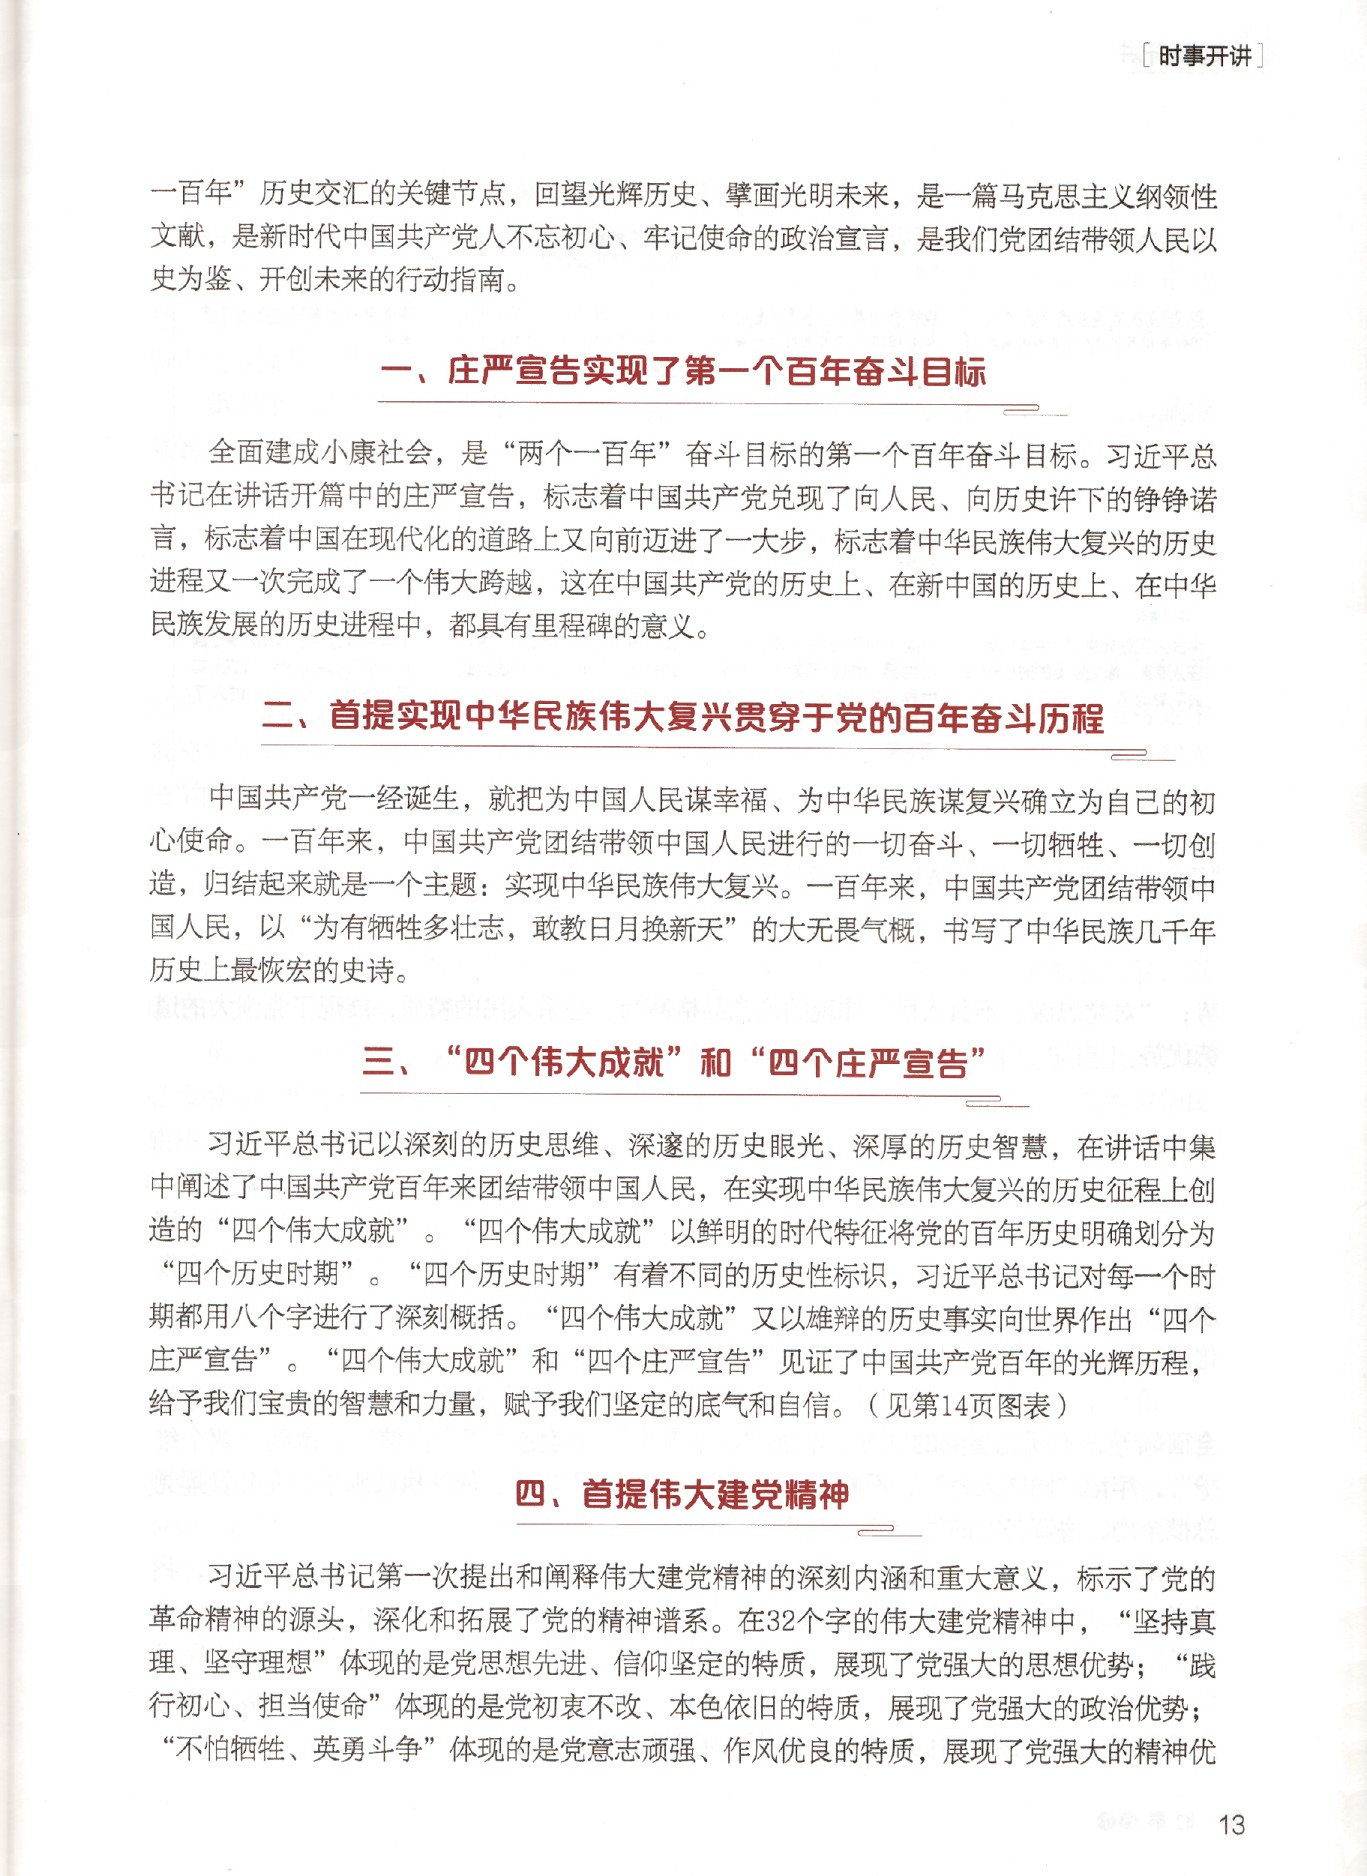 ［时事开讲］
一百年”历史交汇的关键节点，回望光辉历史、擘画光明未来，是一篇马克思主义纲领性
文献，是新时代中国共产党人不忘初心、牢记使命的政治宣言，是我们党团结带领人民以
史为鉴、开创未来的行动指南。
一、庄严宣告实现了第一个百年奋斗目标
全面建成小康社会，是“两个一百年”奋斗目标的第一个百年奋斗目标。习近平总
书记在讲话开篇中的庄严宣告，标志着中国共产党兑现了向人民、向历史许下的铮铮诺
言，标志着中国在现代化的道路上又向前迈进了一大步，标志着中华民族伟大复兴的历史
进程又一次完成了一个伟大跨越，这在中国共产党的历史上、在新中国的历史上、在中华
民族发展的历史进程中，都具有里程碑的意义。
二、首提实现中华民族伟大复兴贯穿于党的百年奋斗历程
中国共产党一经诞生，就把为中国人民谋幸福、为中华民族谋复兴确立为自己的初
心使命。一百年来，中国共产党团结带领中国人民进行的一切奋斗、一切牺牲、一切创
造，归结起来就是一个主题：实现中华民族伟大复兴。一百年来，中国共产党团结带领中
国人民，以“为有牺牲多壮志，敢教日月换新天”的大无畏气概，书写了中华民族几千年
历史上最恢宏的史诗。
三、“四个伟大成就”和“四个庄严宣告”
习近平总书记以深刻的历史思维、深邃的历史眼光、深厚的历史智慧，在讲话中集
中阐述了中国共产党百年来团结带领中国人民，在实现中华民族伟大复兴的历史征程上创
造的“四个伟大成就”。“四个伟大成就”以鲜明的时代特征将党的百年历史明确划分为
“四个历史时期”。“四个历史时期”有着不同的历史性标识，习近平总书记对每一个时
期都用八个字进行了深刻概括。“四个伟大成就”又以雄辩的历史事实向世界作出“四个
庄严宣告”。“四个伟大成就”和“四个庄严宣告”见证了中国共产党百年的光辉历程，
给予我们宝贵的智慧和力量，赋予我们坚定的底气和自信。（见第14页图表）
四、首提伟大建党精神
习近平总书记第一次提出和阐释伟大建党精神的深刻内涵和重大意义，标示了党的
革命精神的源头，深化和拓展了党的精神谱系。在32个字的伟大建党精神中，“坚持真
理、坚守理想”体现的是党思想先进、信仰坚定的特质，展现了党强大的思想优势；“践
行初心、担当使命”体现的是党初衷不改、本色依旧的特质，展现了党强大的政治优势；
“不怕牺牲、英勇斗争”体现的是党意志顽强、作风优良的特质，展现了党强大的精神优
13